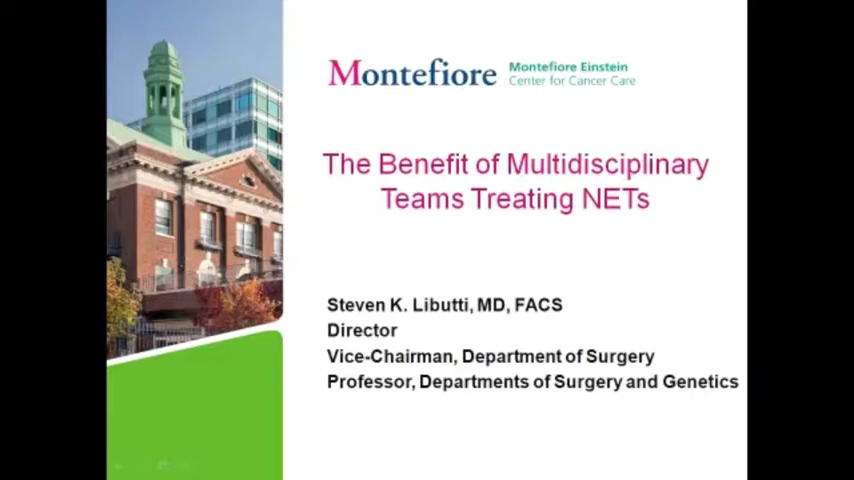 Montefiore
Montefiore Einstein
Center for Cancer Care
The Benefit of Multidisciplinary
Teams Treating NETs
Steven K. Libutti, MD, FACS
Director
Vice-Chairman, Department of Surgery
Professor, Departments of Surgery and Genetics